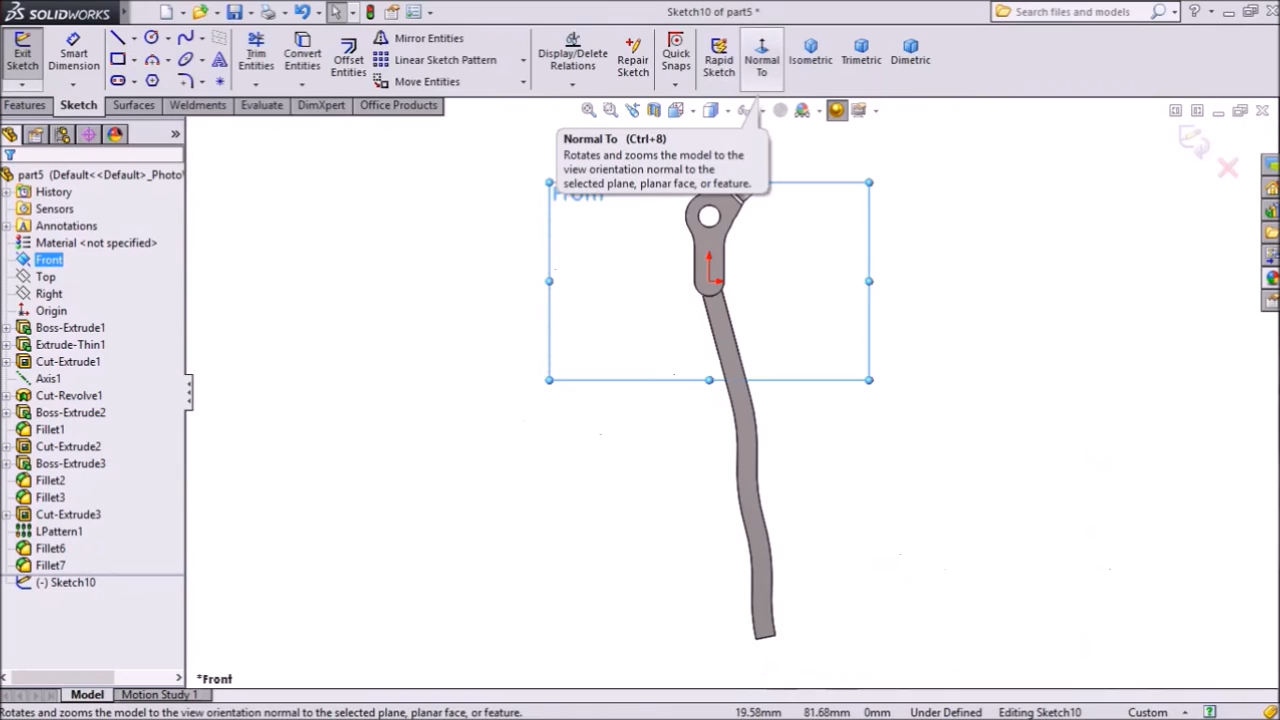 SOLIDWORKS
Sketch10 of part5 *
Search files and models
Exit Sketch
Smart Dimension
Trim Entities
Convert Entities
Offset Entities
Mirror Entities
Linear Sketch Pattern
Move Entities
Display/Delete Relations
Repair Sketch
Quick Snaps
Rapid Sketch
Normal To
Isometric
Trimetric
Dimetric
Features
Sketch
Surfaces
Weldments
Evaluate
DimXpert
Office Products
Normal To (Ctrl+8)
Rotates and zooms the model to the
view orientation normal to the
selected plane, planar face, or feature.
Front
part5 (Default<<Default>_Photo
History
Sensors
Annotations
Material <not specified>
Front
Top
Right
Origin
Boss-Extrude1
Extrude-Thin1
Cut-Extrude1
Axis1
Cut-Revolve1
Boss-Extrude2
Fillet1
Cut-Extrude2
Boss-Extrude3
Fillet2
Fillet3
Cut-Extrude3
LPattern1
Fillet6
Fillet7
(-) Sketch10
*Front
Model
Motion Study 1
Rotates and zooms the model to the view orientation normal to the selected plane, planar face, or feature.
19.58mm
81.68mm
0mm
Under Defined
Editing Sketch10
Custom